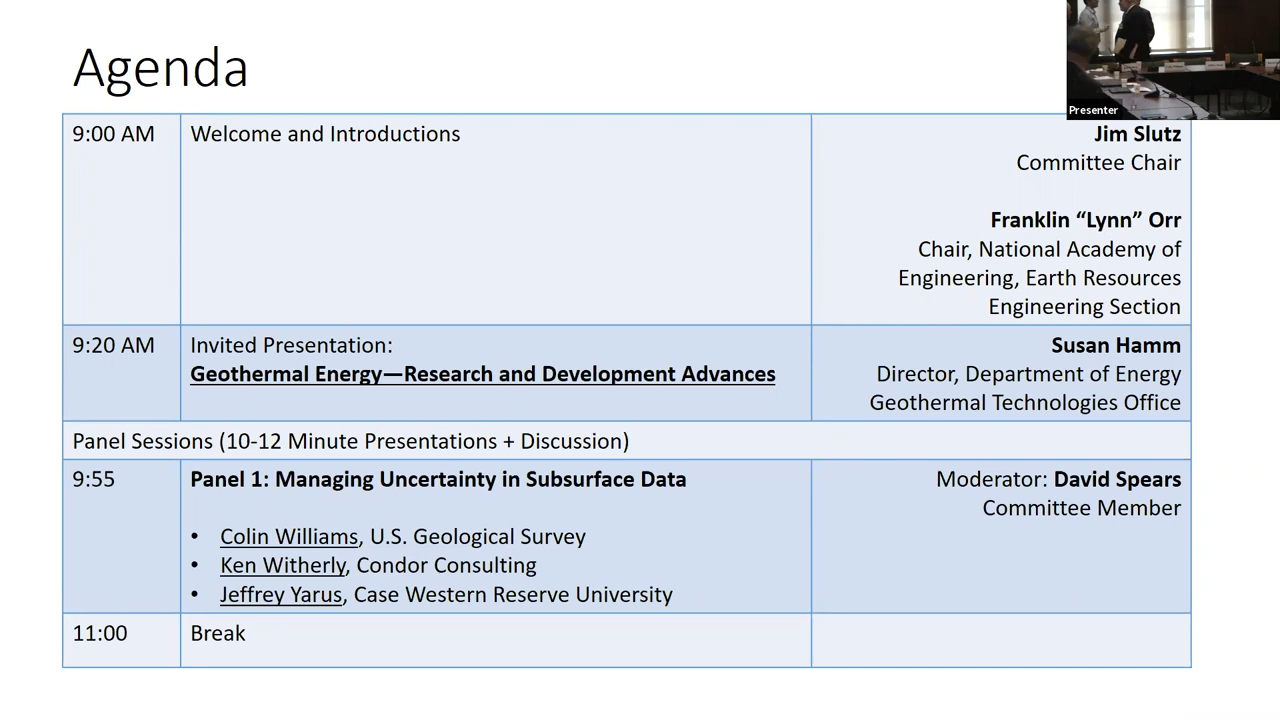 Agenda
Presenter
9:00 AM
Welcome and Introductions
Jim Slutz
Committee Chair
Franklin “Lynn” Orr
Chair, National Academy of
Engineering, Earth Resources
Engineering Section
9:20 AM
Invited Presentation:
Geothermal Energy—Research and Development Advances
Susan Hamm
Director, Department of Energy
Geothermal Technologies Office
Panel Sessions (10-12 Minute Presentations + Discussion)
9:55
Panel 1: Managing Uncertainty in Subsurface Data
• Colin Williams, U.S. Geological Survey
• Ken Witherly, Condor Consulting
• Jeffrey Yarus, Case Western Reserve University
Moderator: David Spears
Committee Member
11:00
Break